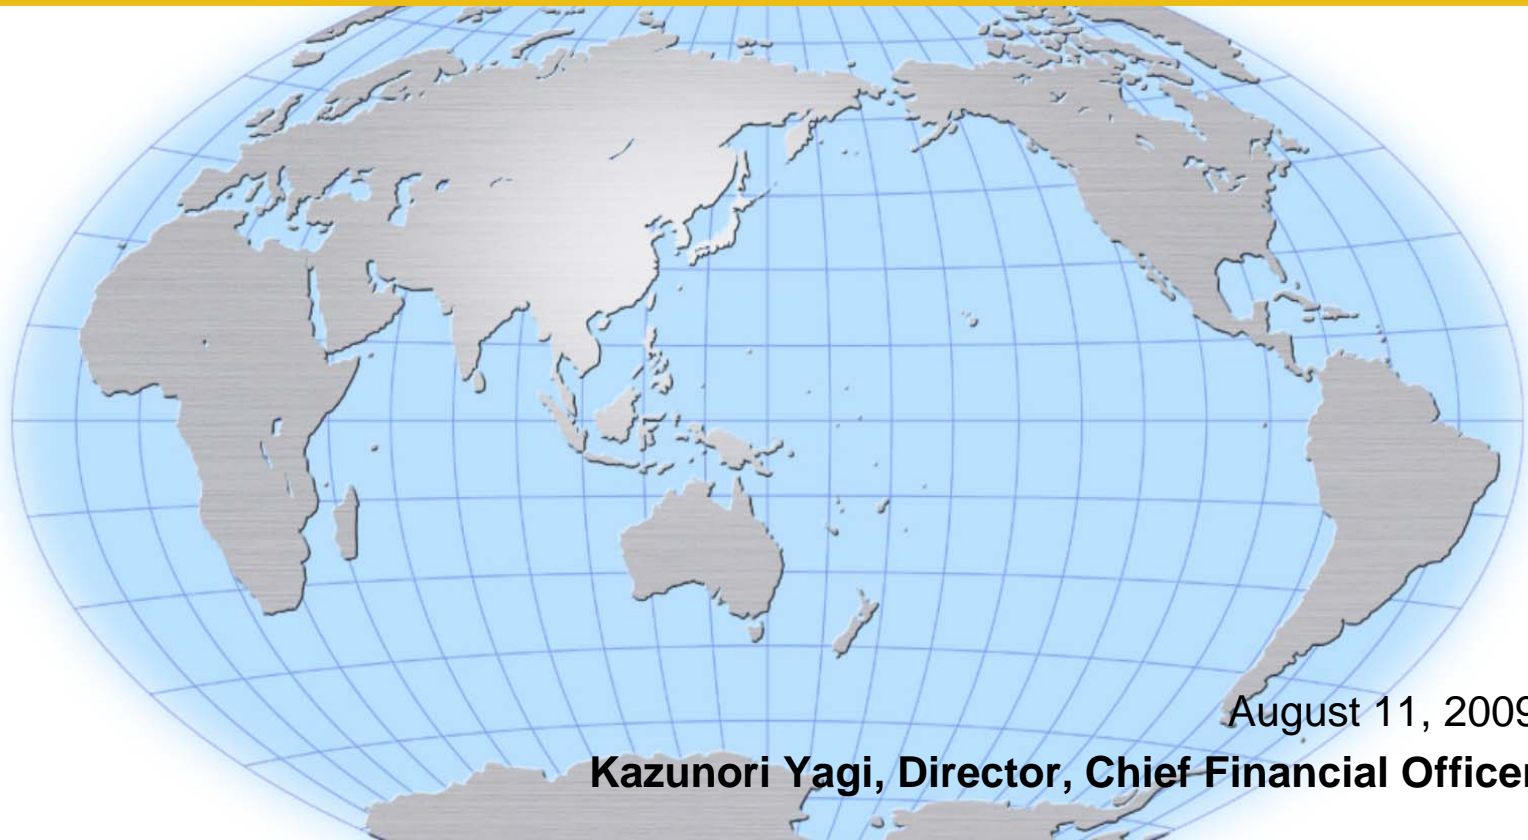 August 11, 2009
Kazunori Yagi, Director, Chief Financial Officer